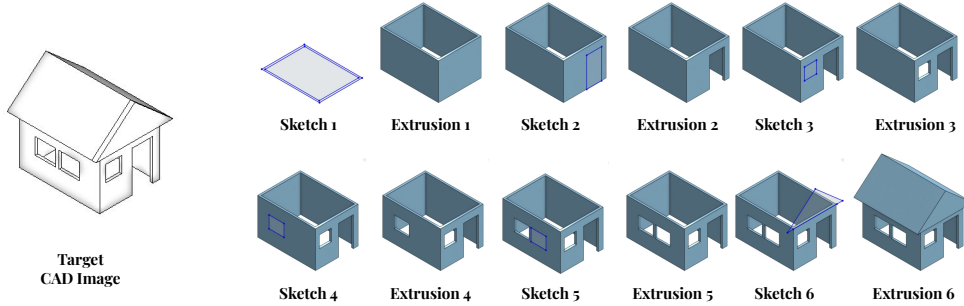 Sketch 1 Extrusion 1 Sketch 2 Extrusion 2 Sketch 3 Extrusion 3
Target
CAD Image
Sketch 4 Extrusion 4 Sketch 5 Extrusion 5 Sketch 6 Extrusion 6